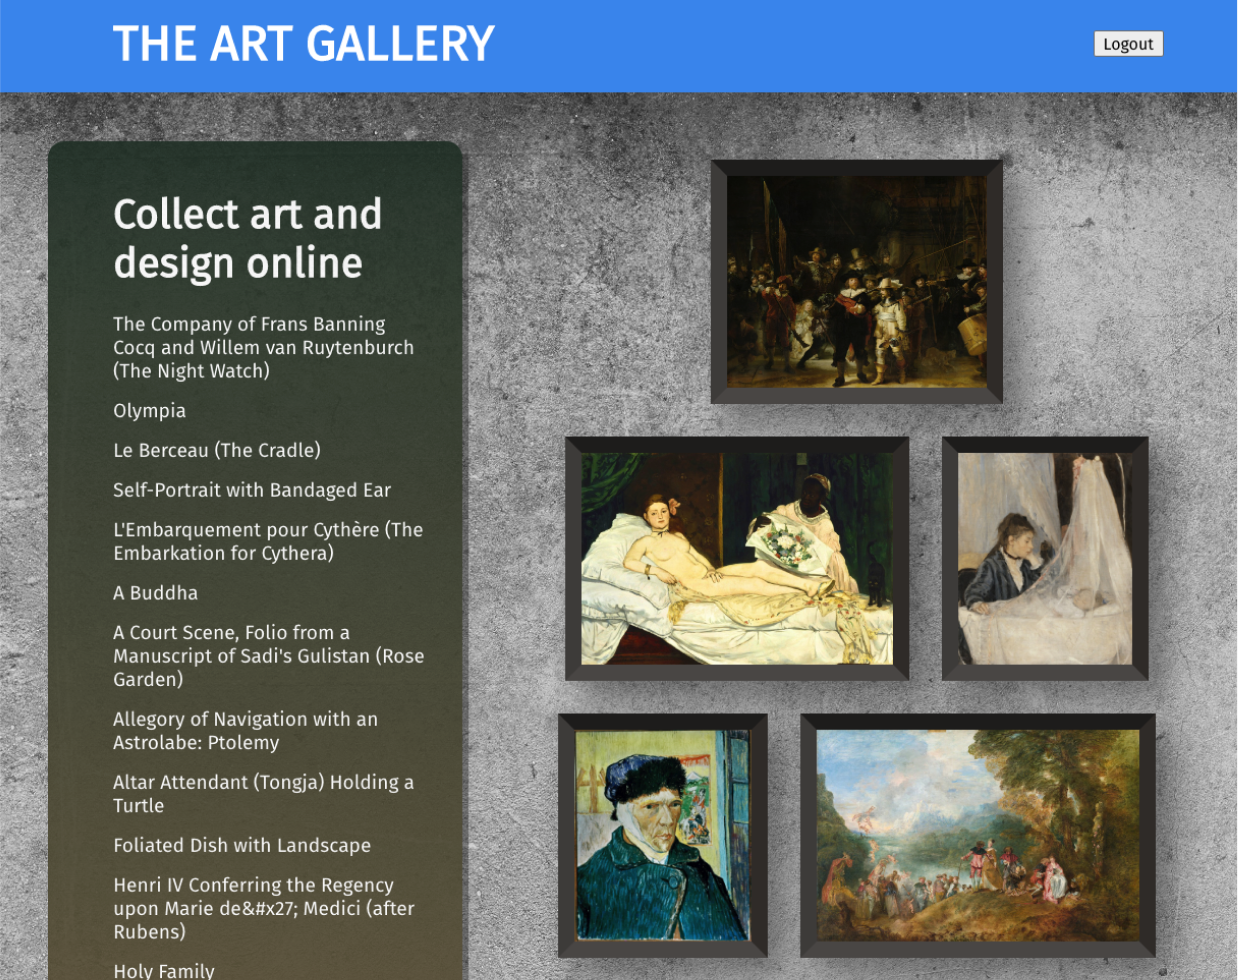 THE ART GALLERY
Logout
Collect art and
design online
The Company of Frans Banning
Cocq and Willem van Ruytenburch
(The Night Watch)
Olympia
Le Berceau (The Cradle)
Self-Portrait with Bandaged Ear
L'Embarquement pour Cythère (The
Embarkation for Cythera)
A Buddha
A Court Scene, Folio from a
Manuscript of Sadi's Gulistan (Rose
Garden)
Allegory of Navigation with an
Astrolabe: Ptolemy
Altar Attendant (Tongja) Holding a
Turtle
Foliated Dish with Landscape
Henri IV Conferring the Regency
upon Marie de&#x27; Medici (after
Rubens)
Holy Family